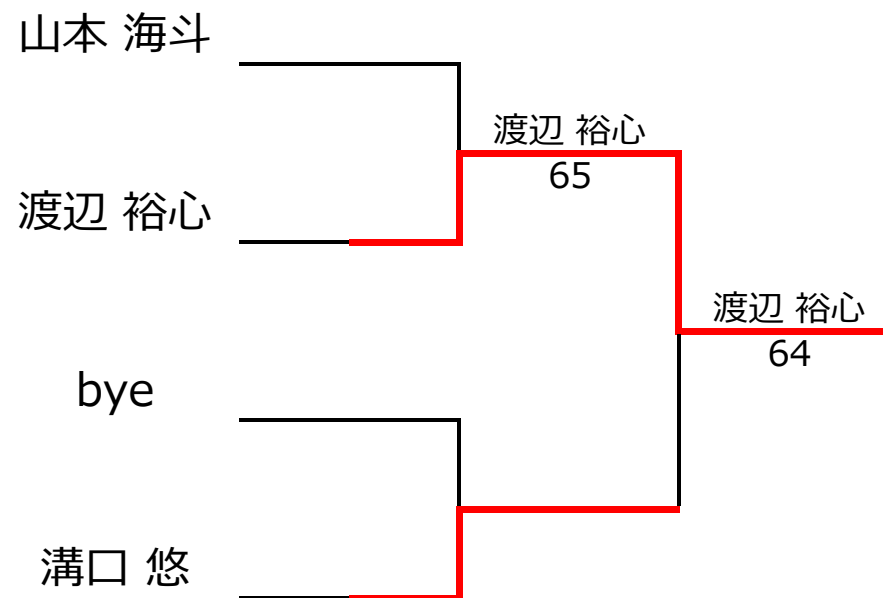 山本 海斗
渡辺 裕心
65
渡辺 裕心
渡辺 裕心
64
bye
溝口 悠